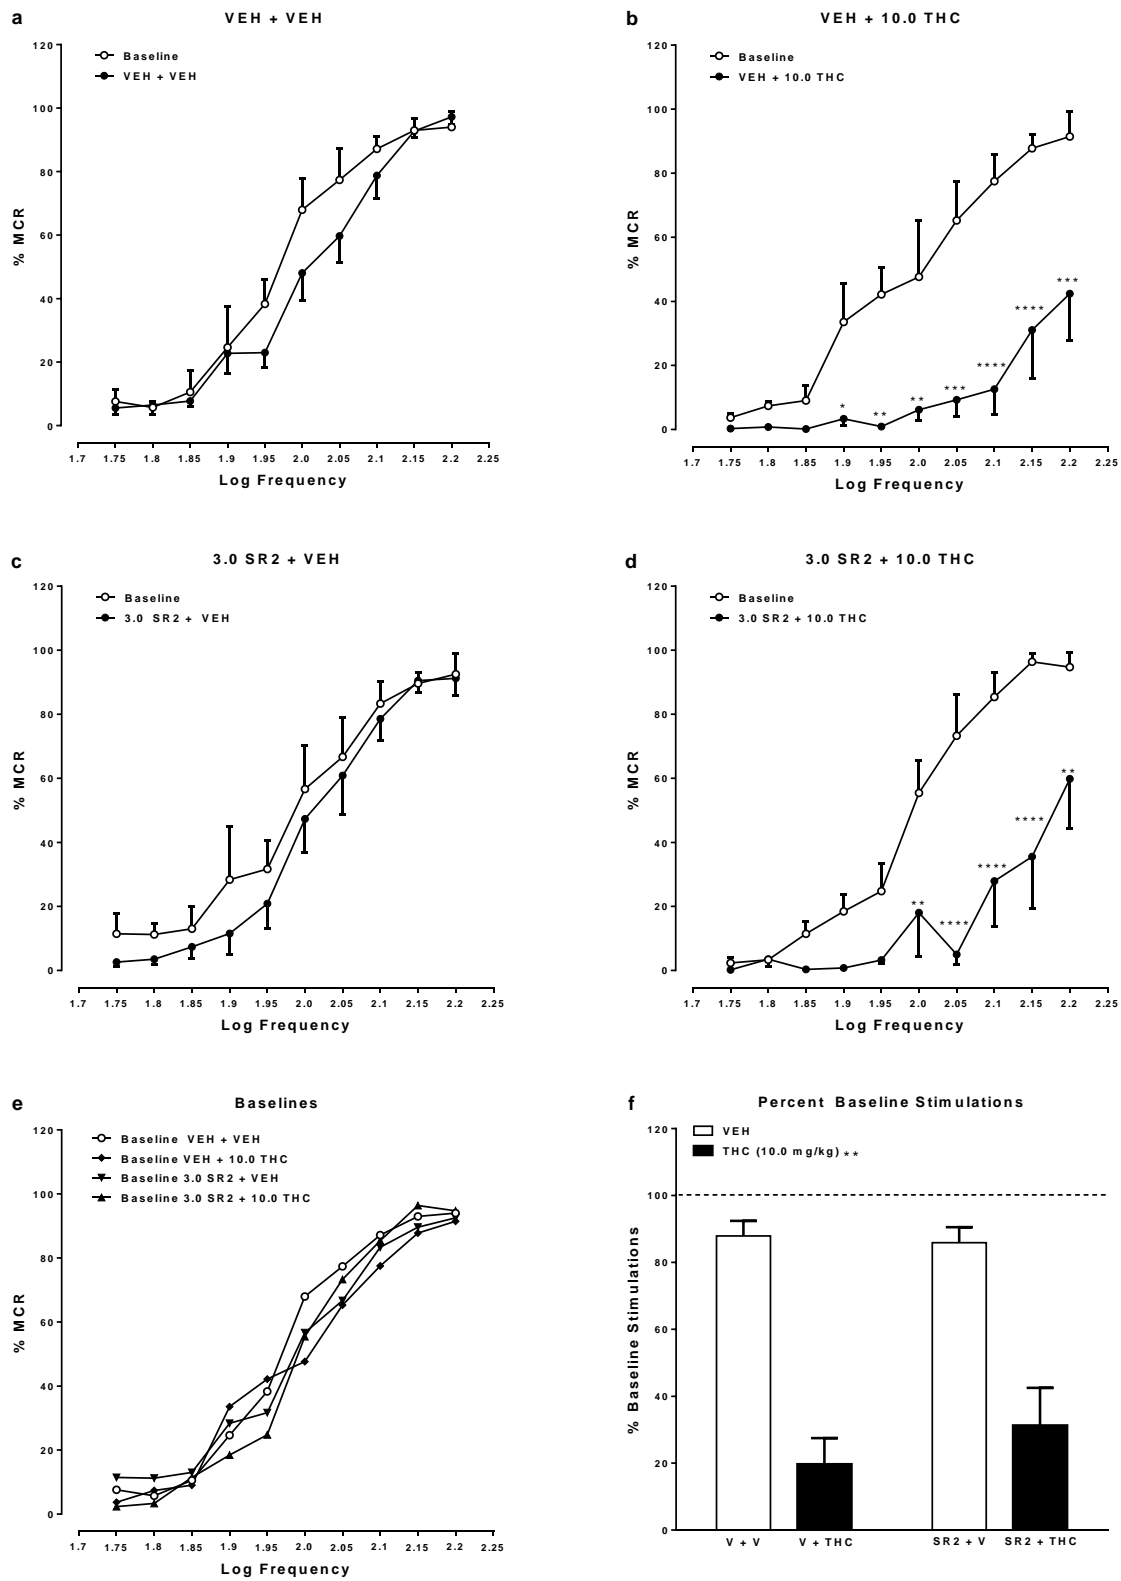 a
VEH + VEH
Baseline
VEH + VEH
120
100
80
60
40
20
0
% MCR
1.7 1.75 1.8 1.85 1.9 1.95 2.0 2.05 2.1 2.15 2.2 2.25
Log Frequency
b
VEH + 10.0 THC
Baseline
VEH + 10.0 THC
120
100
80
60
40
20
0
% MCR
* ** ** *** **** **** ***
1.7 1.75 1.8 1.85 1.9 1.95 2.0 2.05 2.1 2.15 2.2 2.25
Log Frequency
c
3.0 SR2 + VEH
Baseline
3.0 SR2 + VEH
120
100
80
60
40
20
0
% MCR
1.7 1.75 1.8 1.85 1.9 1.95 2.0 2.05 2.1 2.15 2.2 2.25
Log Frequency
d
3.0 SR2 + 10.0 THC
Baseline
3.0 SR2 + 10.0 THC
120
100
80
60
40
20
0
% MCR
** **** **** **** **
1.7 1.75 1.8 1.85 1.9 1.95 2.0 2.05 2.1 2.15 2.2 2.25
Log Frequency
e
Baselines
Baseline VEH + VEH
Baseline VEH + 10.0 THC
Baseline 3.0 SR2 + VEH
Baseline 3.0 SR2 + 10.0 THC
120
100
80
60
40
20
0
% MCR
1.7 1.75 1.8 1.85 1.9 1.95 2.0 2.05 2.1 2.15 2.2 2.25
Log Frequency
f
Percent Baseline Stimulations
VEH
THC (10.0 mg/kg) **
120
100
80
60
40
20
0
% Baseline Stimulations
V + V V + THC SR2 + V SR2 + THC